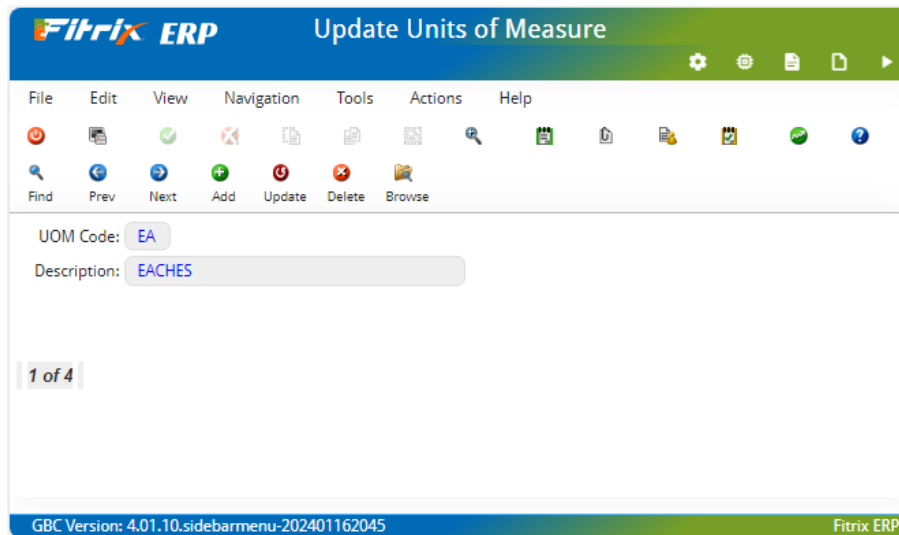 Fitrix ERP Update Units of Measure
File Edit View Navigation Tools Actions Help
Find Prev Next Add Update Delete Browse
UOM Code: EA
Description: EACHES
1 of 4
GBC Version: 4.01.10.sidebarmenu-202401162045 Fitrix ERP